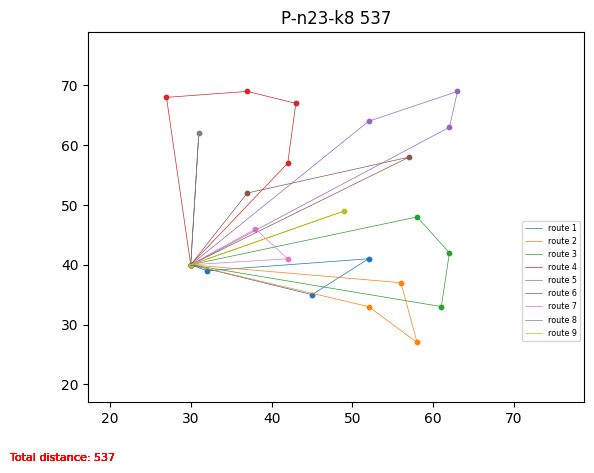 P-n23-k8 537
70
60
50
40
30
20
20
30
40
50
60
70
route 1
route 2
route 3
route 4
route 5
route 6
route 7
route 8
route 9
Total distance: 537